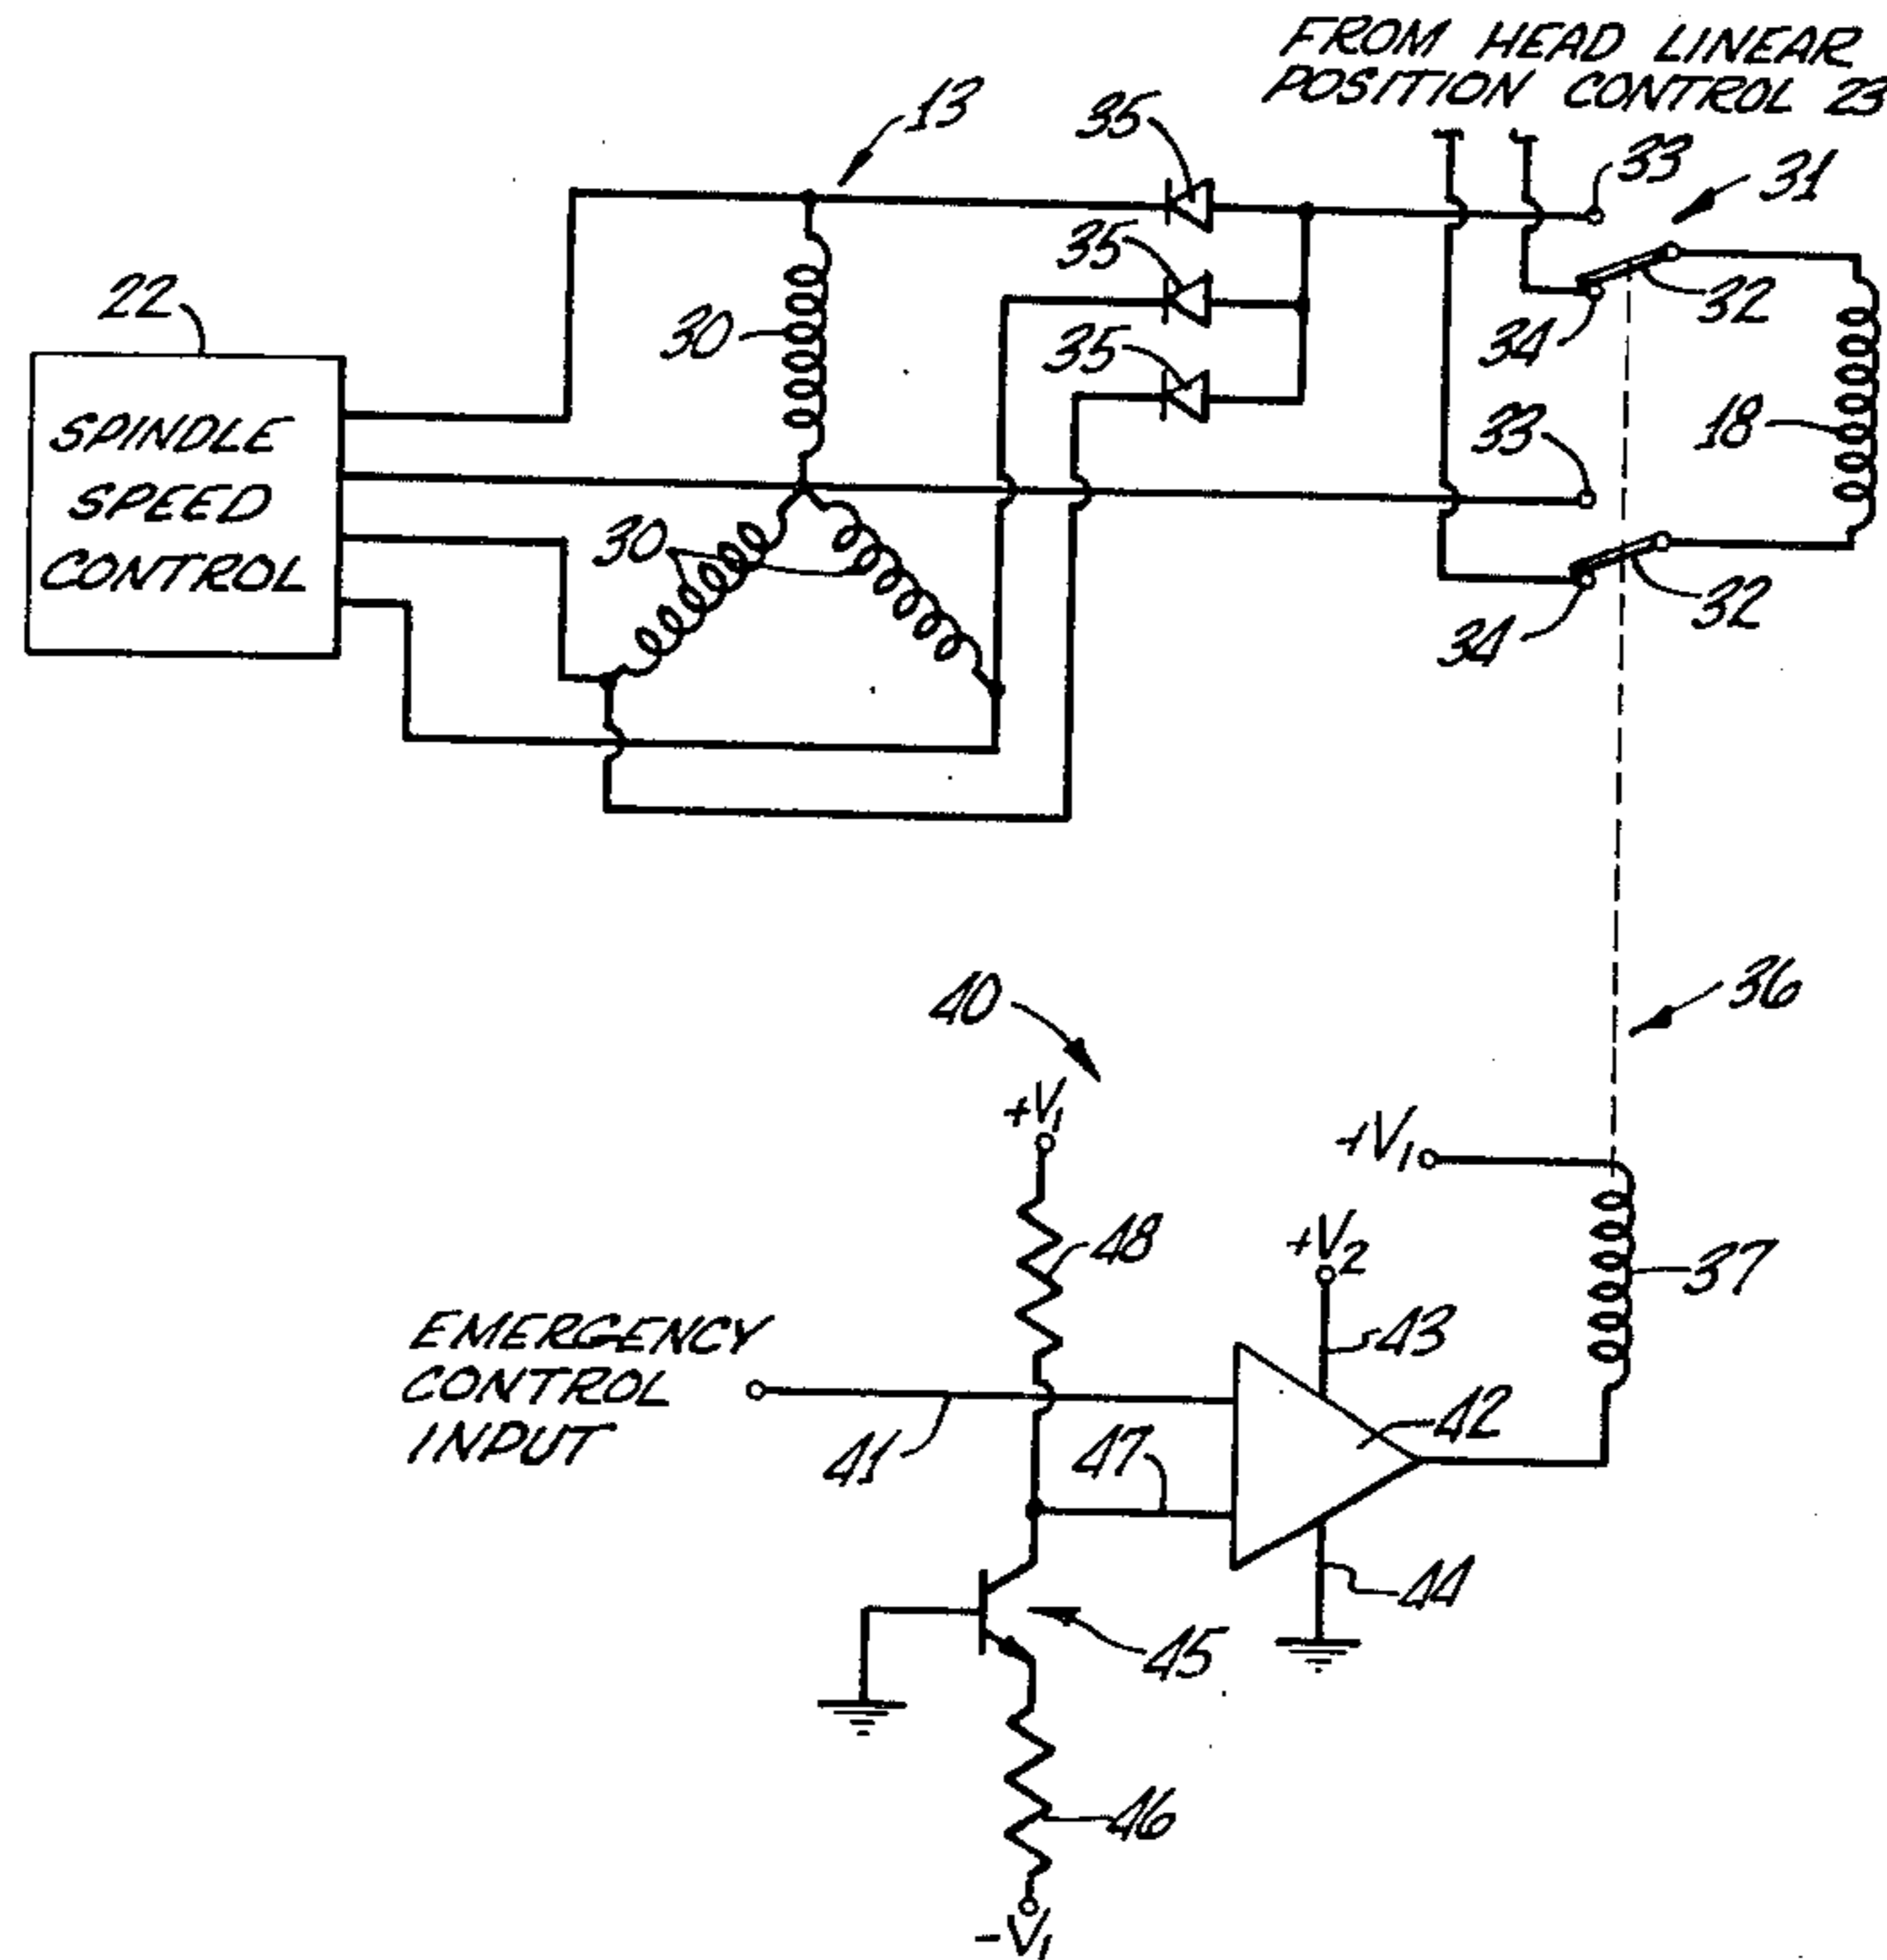 FROM HEAD LINEAR
POSITION CONTROL 23
13
35
33
31
35
22
30
32
34
35
18
33
SPINDLE
SPEED
CONTROL
30
32
34
36
40
+V1
+V1
48
+V2
37
43
EMERGENCY
CONTROL
INPUT
42
41
47
44
45
46
-V1